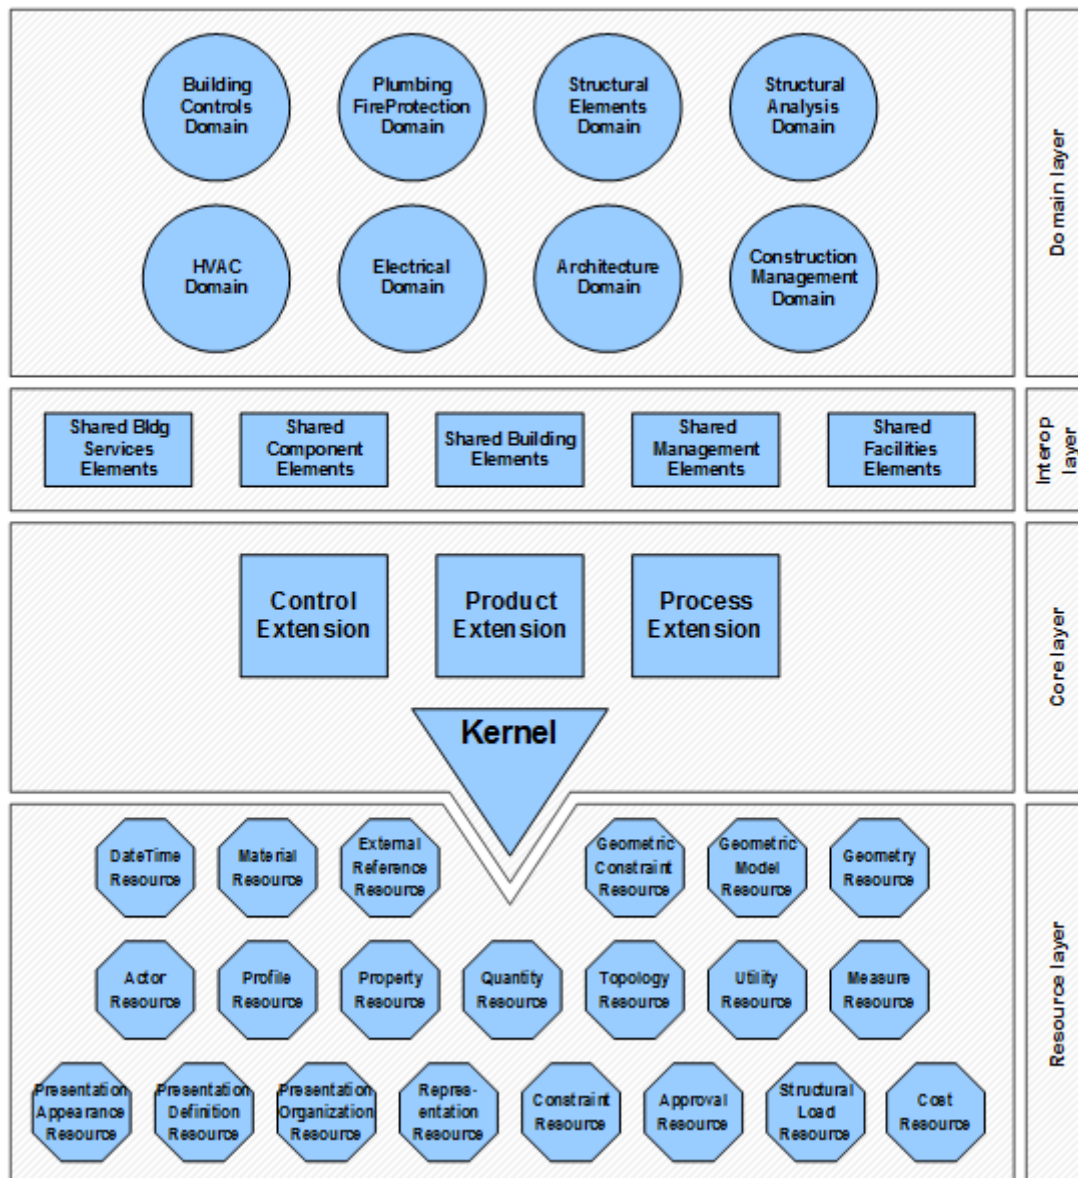 Building
Controls
Domain
Plumbing
FireProtection
Domain
Structural
Elements
Domain
Structural
Analysis
Domain
HVAC
Domain
Electrical
Domain
Architecture
Domain
Construction
Management
Domain
Domain layer
Shared Bldg
Services
Elements
Shared
Component
Elements
Shared Building
Elements
Shared
Management
Elements
Shared
Facilities
Elements
Interop
layer
Control
Extension
Product
Extension
Process
Extension
Kernel
Core layer
DateTime
Resource
Material
Resource
External
Reference
Resource
Geometric
Constraint
Resource
Geometric
Model
Resource
Geometry
Resource
Actor
Resource
Profile
Resource
Property
Resource
Quantity
Resource
Topology
Resource
Utility
Resource
Measure
Resource
Presentation
Appearance
Resource
Presentation
Definition
Resource
Presentation
Organization
Resource
Repres-
entation
Resource
Constraint
Resource
Approval
Resource
Structural
Load
Resource
Cost
Resource
Resource layer